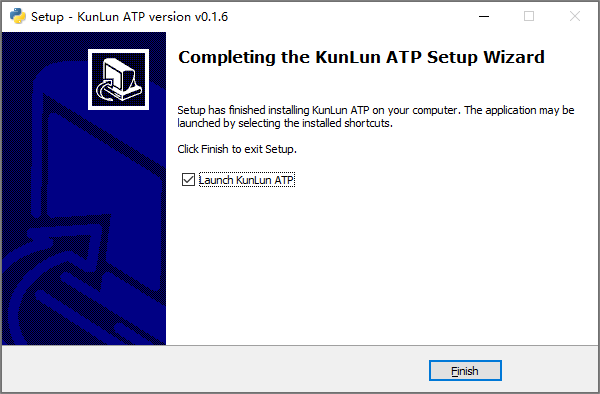 Setup - KunLun ATP version v0.1.6
Completing the KunLun ATP Setup Wizard
Setup has finished installing KunLun ATP on your computer. The application may be
launched by selecting the installed shortcuts.
Click Finish to exit Setup.
Launch KunLun ATP
Finish